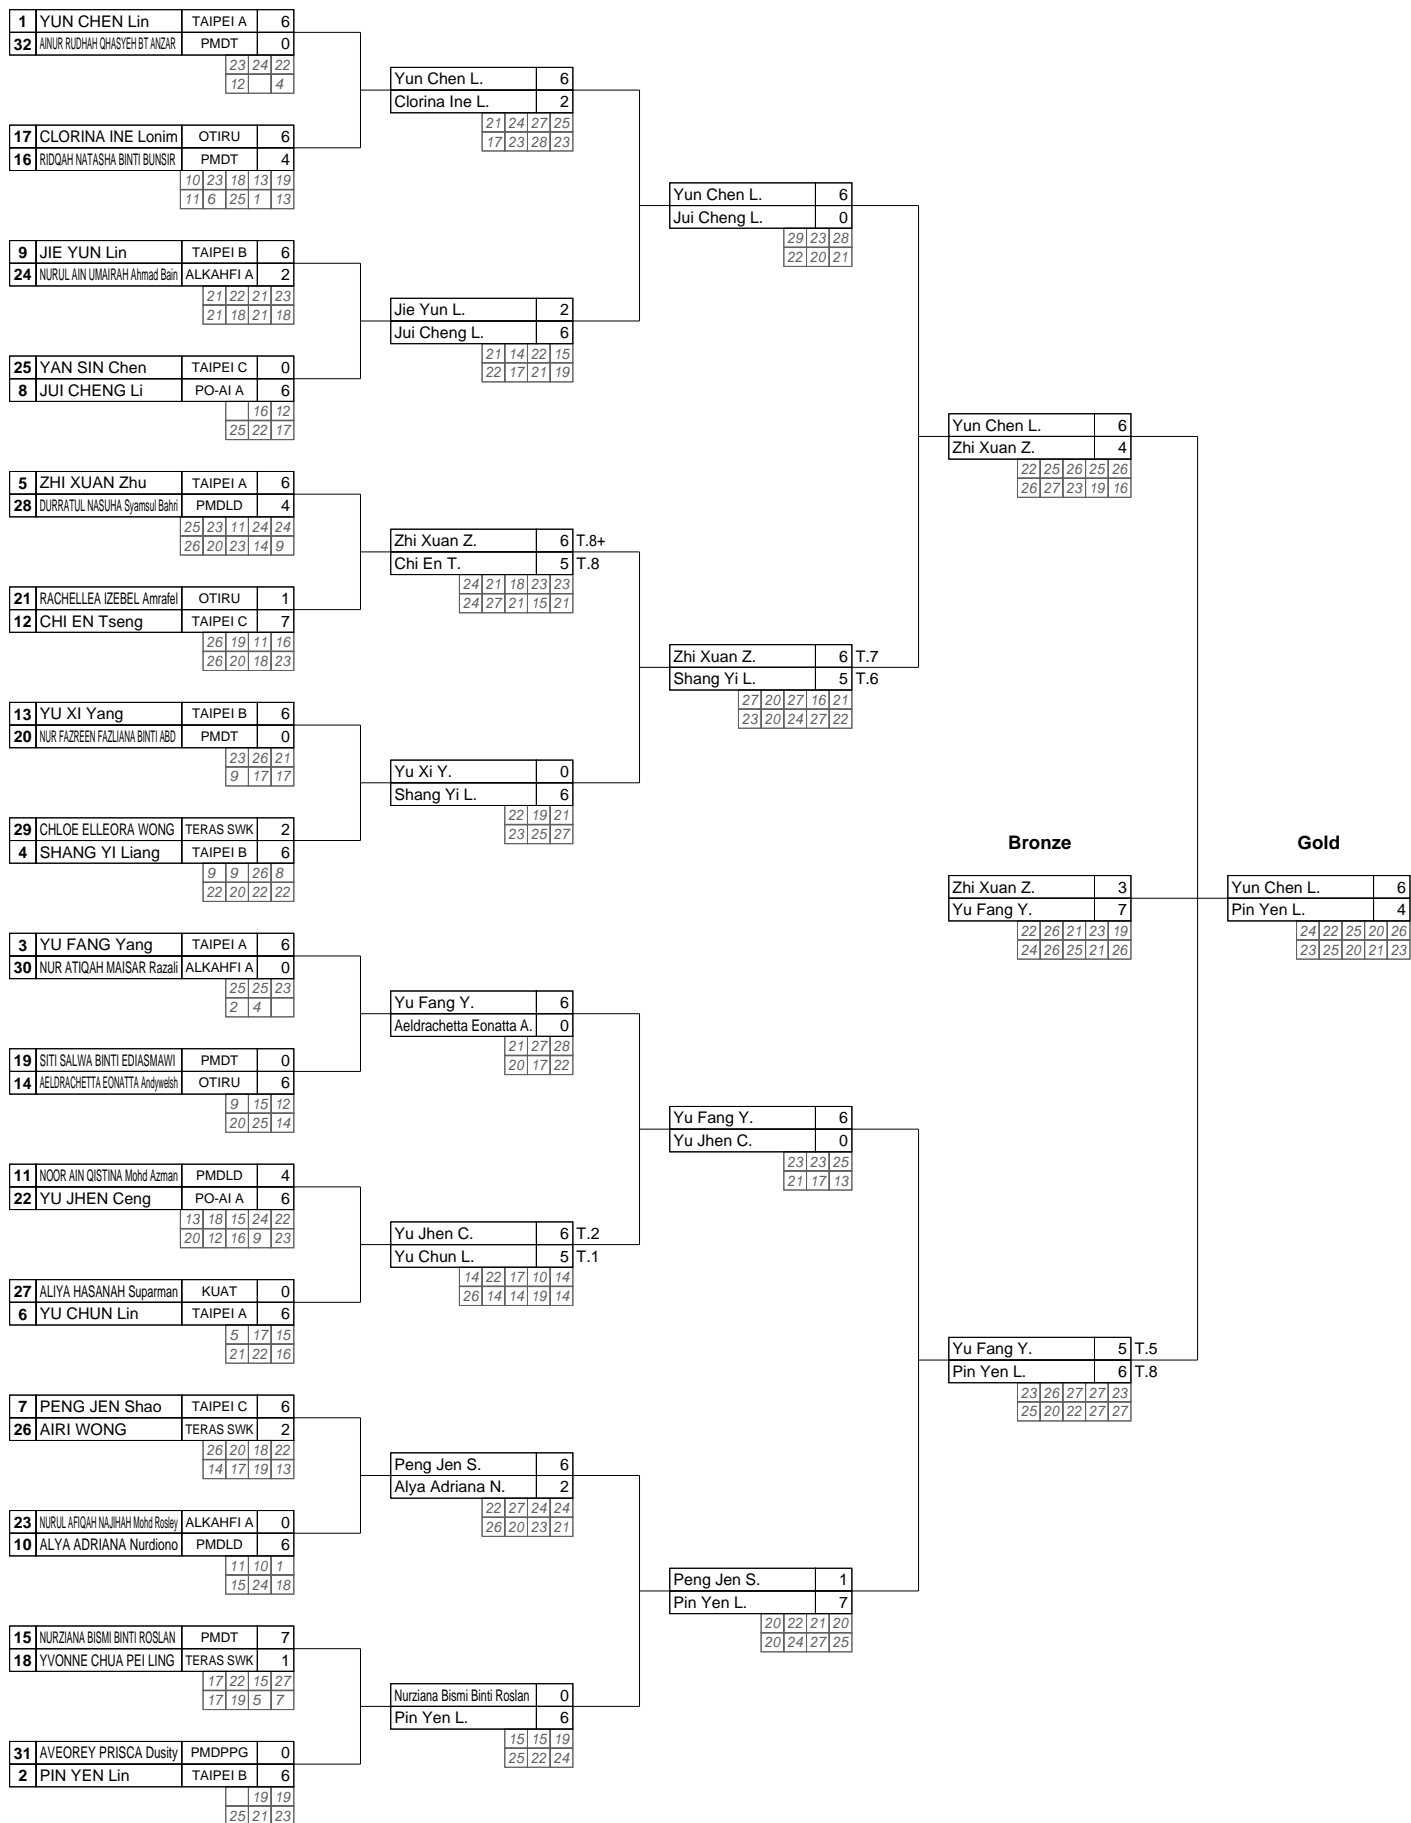 1 YUN CHEN Lin TAIPEI A 6
32 AINUR RUDHAH QHASYEH BT ANZAR PMDT 0
23 24 22
12 4
17 CLORINA INE Lonim OTIRU 6
16 RIDQAH NATASHA BINTI BUNSIR PMDT 4
10 23 18 13 19
11 6 25 1 13
9 JIE YUN Lin TAIPEI B 6
24 NURUL AIN UMAIRAH Ahmad Bain ALKAHFI A 2
21 22 21 23
21 18 21 18
25 YAN SIN Chen TAIPEI C 0
8 JUI CHENG Li PO-AI A 6
16 12
25 22 17
5 ZHI XUAN Zhu TAIPEI A 6
28 DURRATUL NASUHA Syamsul Bahri PMDLD 4
25 23 11 24 24
26 20 23 14 9
21 RACHELLEA IZEBEL Amrafel OTIRU 1
12 CHI EN Tseng TAIPEI C 7
26 19 11 16
26 20 18 23
13 YU XI Yang TAIPEI B 6
20 NUR FAZREEN FAZLIANA BINTI ABD PMDT 0
23 26 21
9 17 17
29 CHLOE ELLEORA WONG TERAS SWK 2
4 SHANG YI Liang TAIPEI B 6
9 9 26 8
22 20 22 22
3 YU FANG Yang TAIPEI A 6
30 NUR ATIQAH MAISAR Razali ALKAHFI A 0
25 25 23
2 4
19 SITI SALWA BINTI EDIASMAWI PMDT 0
14 AELDRACHETTA EONATTA Andywelsh OTIRU 6
9 15 12
20 25 14
11 NOOR AIN QISTINA Mohd Azman PMDLD 4
22 YU JHEN Ceng PO-AI A 6
13 18 15 24 22
20 12 16 9 23
27 ALIYA HASANAH Suparman KUAT 0
6 YU CHUN Lin TAIPEI A 6
5 17 15
21 22 16
7 PENG JEN Shao TAIPEI C 6
26 AIRI WONG TERAS SWK 2
26 20 18 22
14 17 19 13
23 NURUL AFIQAH NAJIHAH Mohd Rosley ALKAHFI A 0
10 ALYA ADRIANA Nurdiono PMDLD 6
11 10 1
15 24 18
15 NURZIANA BISMI BINTI ROSLAN PMDT 7
18 YVONNE CHUA PEI LING TERAS SWK 1
17 22 15 27
17 19 5 7
31 AVEOREY PRISCA Dusity PMDPPG 0
2 PIN YEN Lin TAIPEI B 6
19 19
25 21 23
Yun Chen L. 6
Clorina Ine L. 2
21 24 27 25
17 23 28 23
Jie Yun L. 2
Jui Cheng L. 6
21 14 22 15
22 17 21 19
Zhi Xuan Z. 6 T.8+
Chi En T. 5 T.8
24 21 18 23 23
24 27 21 15 21
Yu Xi Y. 0
Shang Yi L. 6
22 19 21
23 25 27
Yu Fang Y. 6
Aeldrachetta Eonatta A. 0
21 27 28
20 17 22
Yu Jhen C. 6 T.2
Yu Chun L. 5 T.1
14 22 17 10 14
26 14 14 19 14
Peng Jen S. 6
Alya Adriana N. 2
22 27 24 24
26 20 23 21
Nurziana Bismi Binti Roslan 0
Pin Yen L. 6
15 15 19
25 22 24
Yun Chen L. 6
Jui Cheng L. 0
29 23 28
22 20 21
Zhi Xuan Z. 6 T.7
Shang Yi L. 5 T.6
27 20 27 16 21
23 20 24 27 22
Yu Fang Y. 6
Yu Jhen C. 0
23 23 25
21 17 13
Peng Jen S. 1
Pin Yen L. 7
20 22 21 20
20 24 27 25
Yun Chen L. 6
Zhi Xuan Z. 4
22 25 26 25 26
26 27 23 19 16
Yu Fang Y. 5 T.5
Pin Yen L. 6 T.8
23 26 27 27 23
25 20 22 27 27
Bronze
Zhi Xuan Z. 3
Yu Fang Y. 7
22 26 21 23 19
24 26 25 21 26
Gold
Yun Chen L. 6
Pin Yen L. 4
24 22 25 20 26
23 25 20 21 23